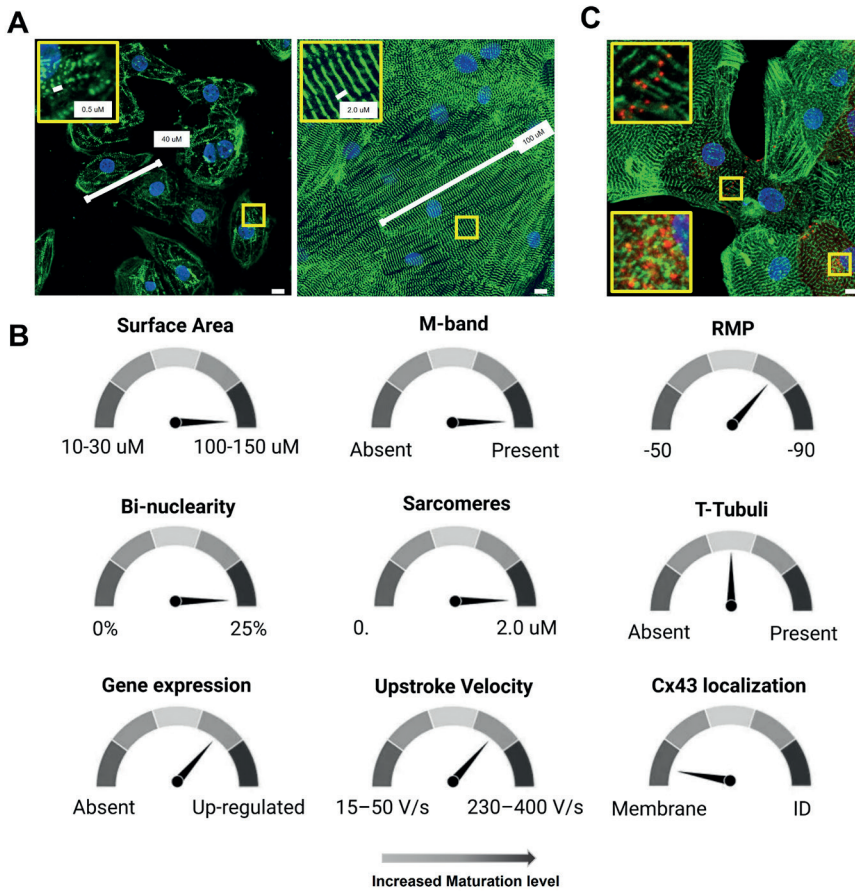 A
C
0.5 uM
40 uM
2.0 uM
100 uM
B
Surface Area
M-band
RMP
10-30 uM
100-150 uM
Absent
Present
-50
-90
Bi-nuclearity
Sarcomeres
T-Tubuli
0%
25%
0.
2.0 uM
Absent
Present
Gene expression
Upstroke Velocity
Cx43 localization
Absent
Up-regulated
15–50 V/s
230–400 V/s
Membrane
ID
Increased Maturation level